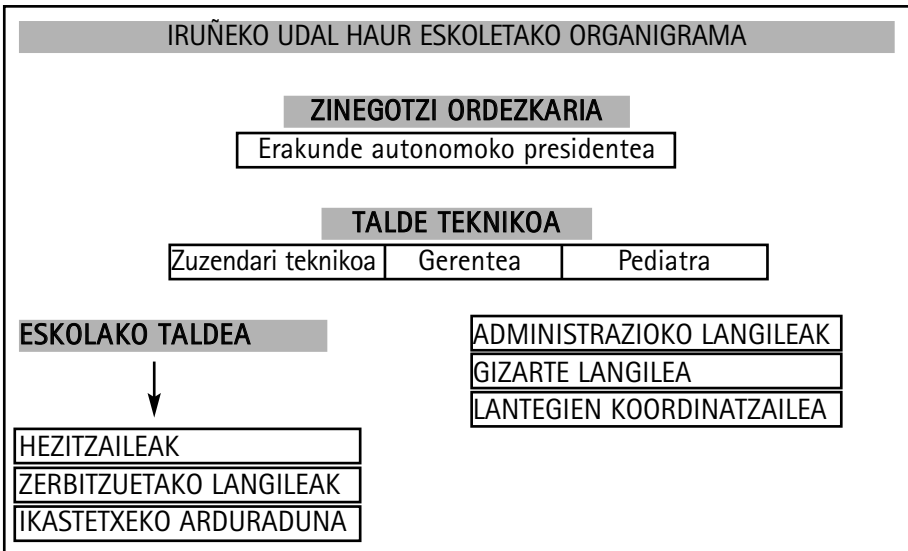 IRUÑEKO UDAL HAUR ESKOLETAKO ORGANIGRAMA
ZINEGOTZI ORDEZKARIA
Erakunde autonomoko presidentea
TALDE TEKNIKOA
Zuzendari teknikoa Gerentea Pediatra
ESKOLAKO TALDEA
HEZITZAILEAK
ZERBITZUETAKO LANGILEAK
IKASTETXEKO ARDURADUNA
ADMINISTRAZIOKO LANGILEAK
GIZARTE LANGILEA
LANTEGIEN KOORDINATZAILEA